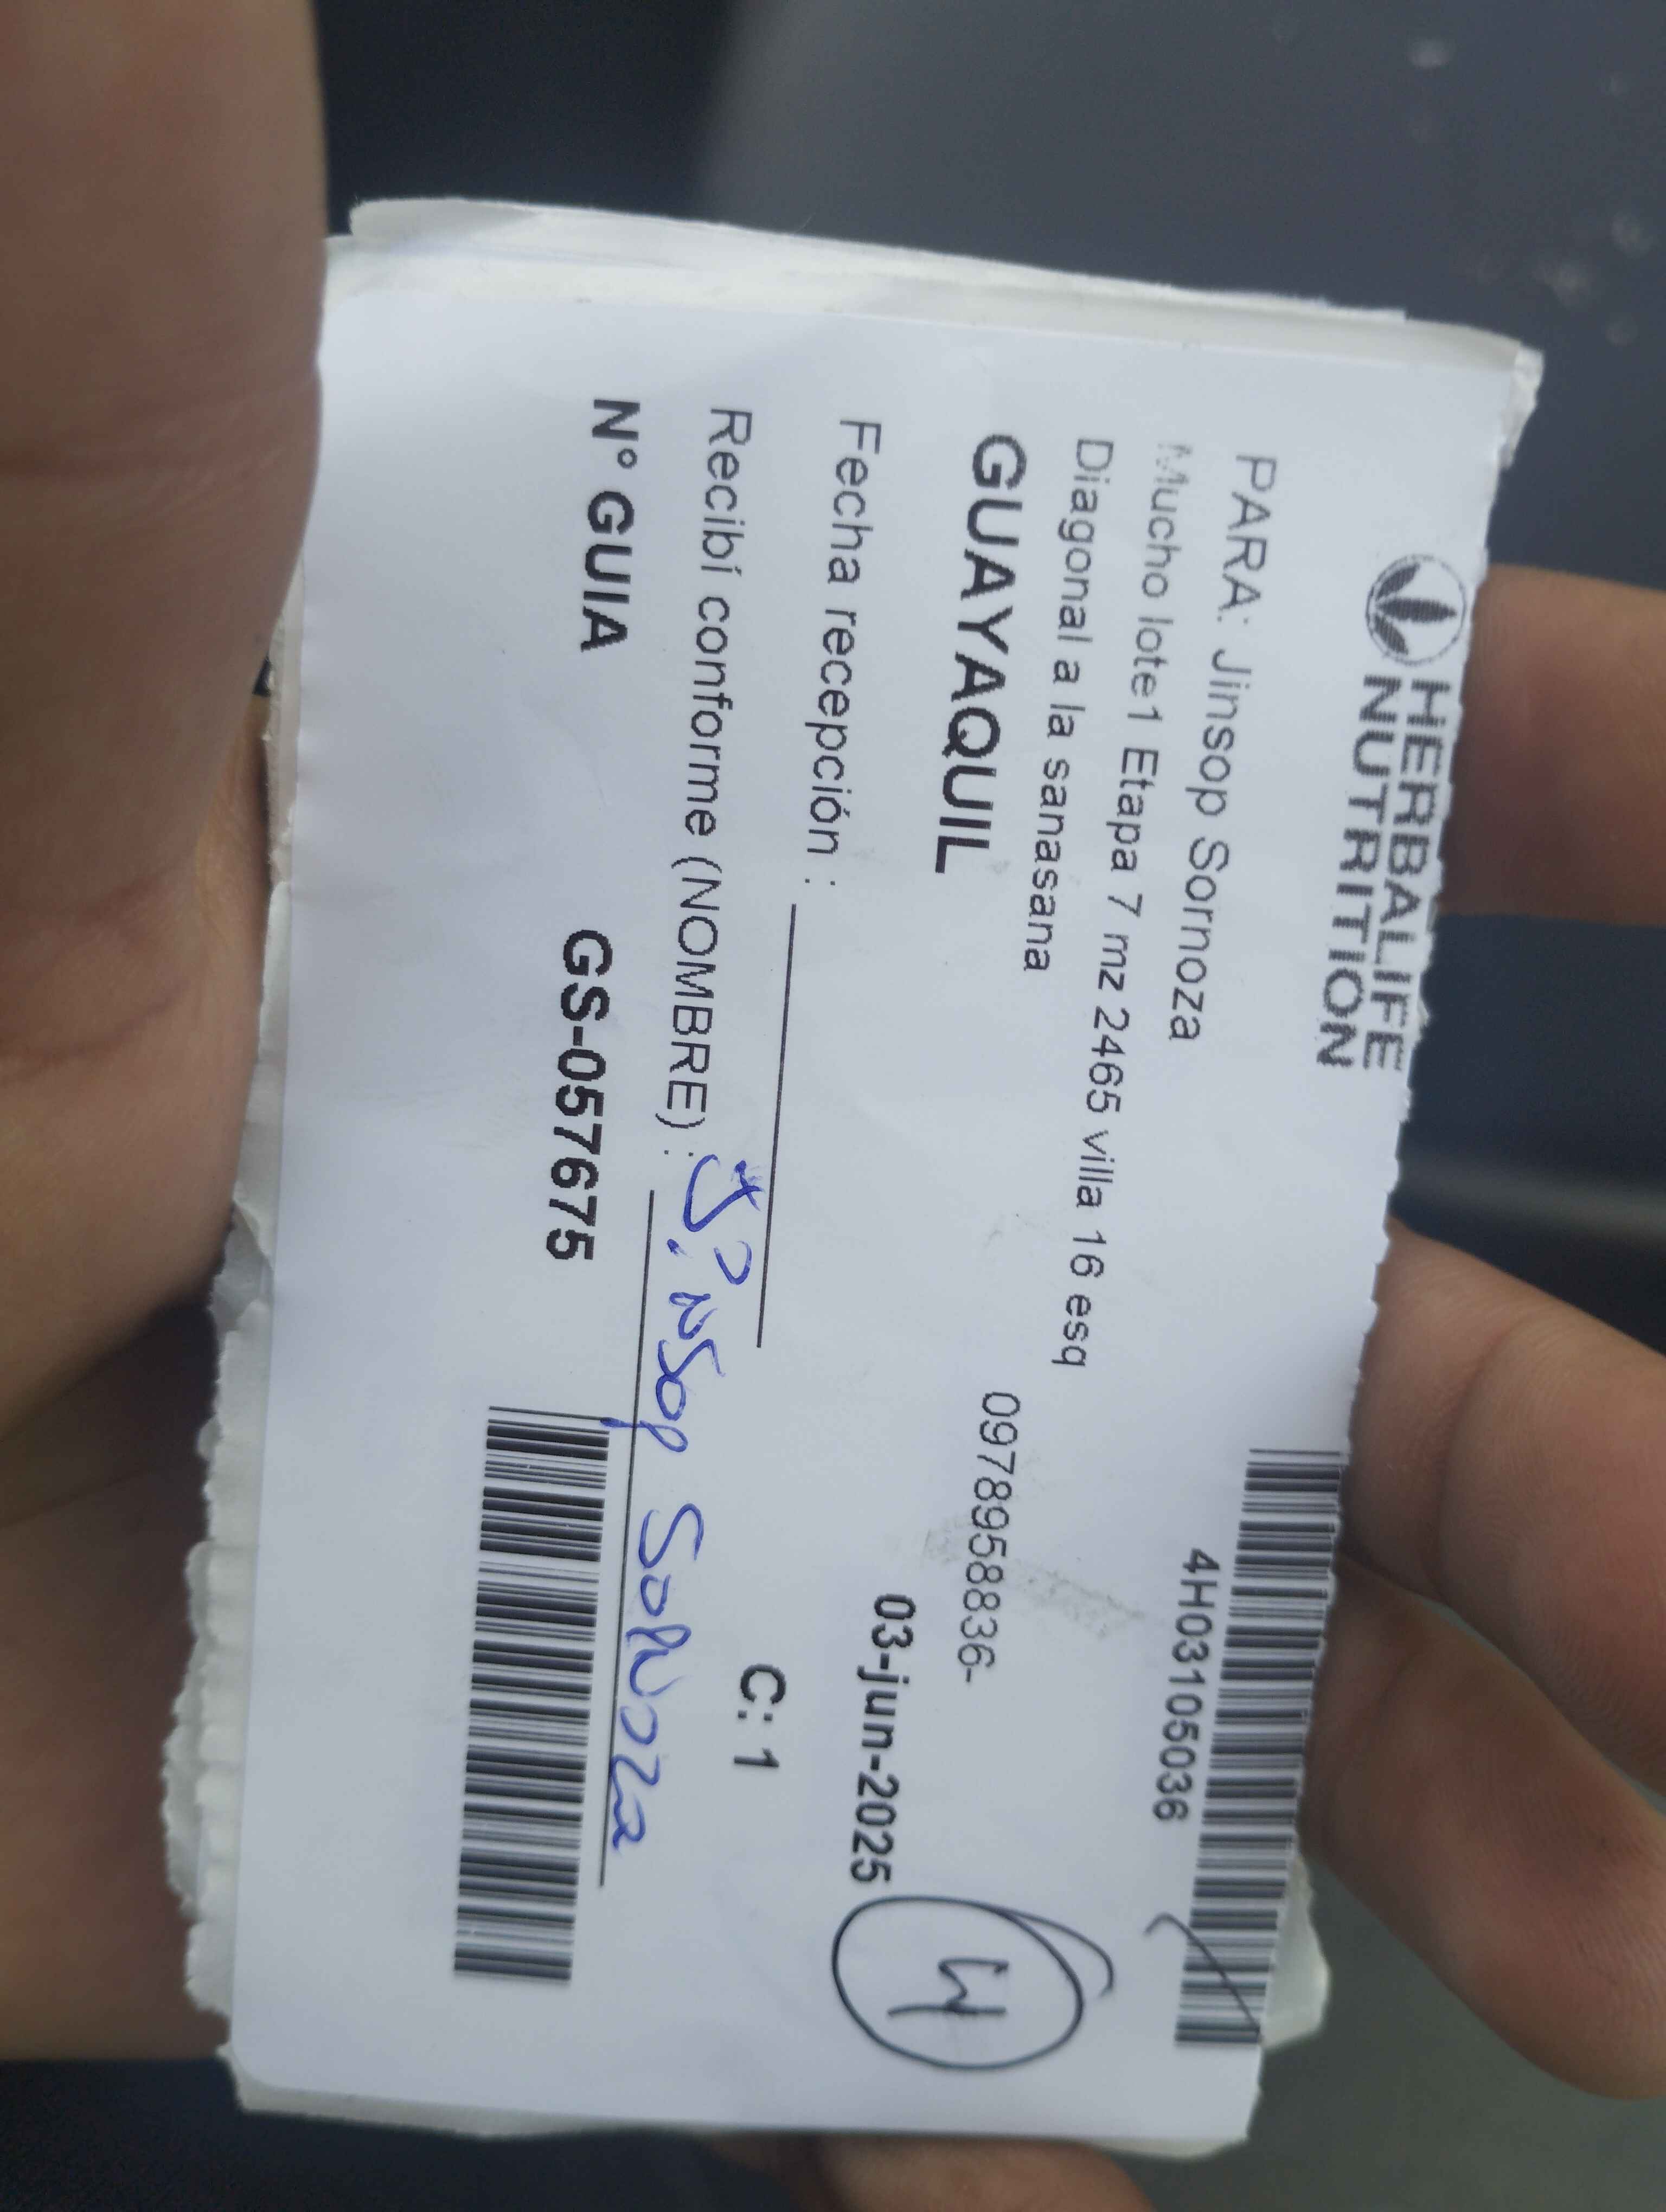 HERBALIFE
NUTRITION
4H03105036
PARA: Jinsop Sornoza
Mucho lote1 Etapa 7 mz 2465 villa 16 esq
Diagonal a la sanasana
0978958836-
GUAYAQUIL
03-jun-2025
4
Fecha recepción :
C: 1
Recibí conforme (NOMBRE) : Jinsop Sornoza
N° GUIA GS-057675